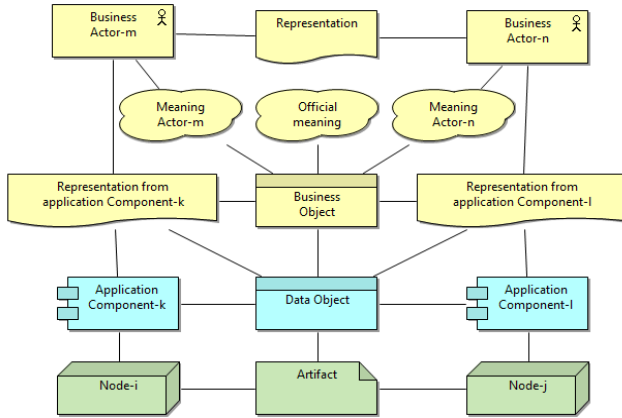 Business
Actor-m
Representation
Business
Actor-n
Meaning
Actor-m
Official
meaning
Meaning
Actor-n
Representation from
application Component-k
Business
Object
Representation from
application Component-l
Application
Component-k
Data Object
Application
Component-l
Node-i
Artifact
Node-j